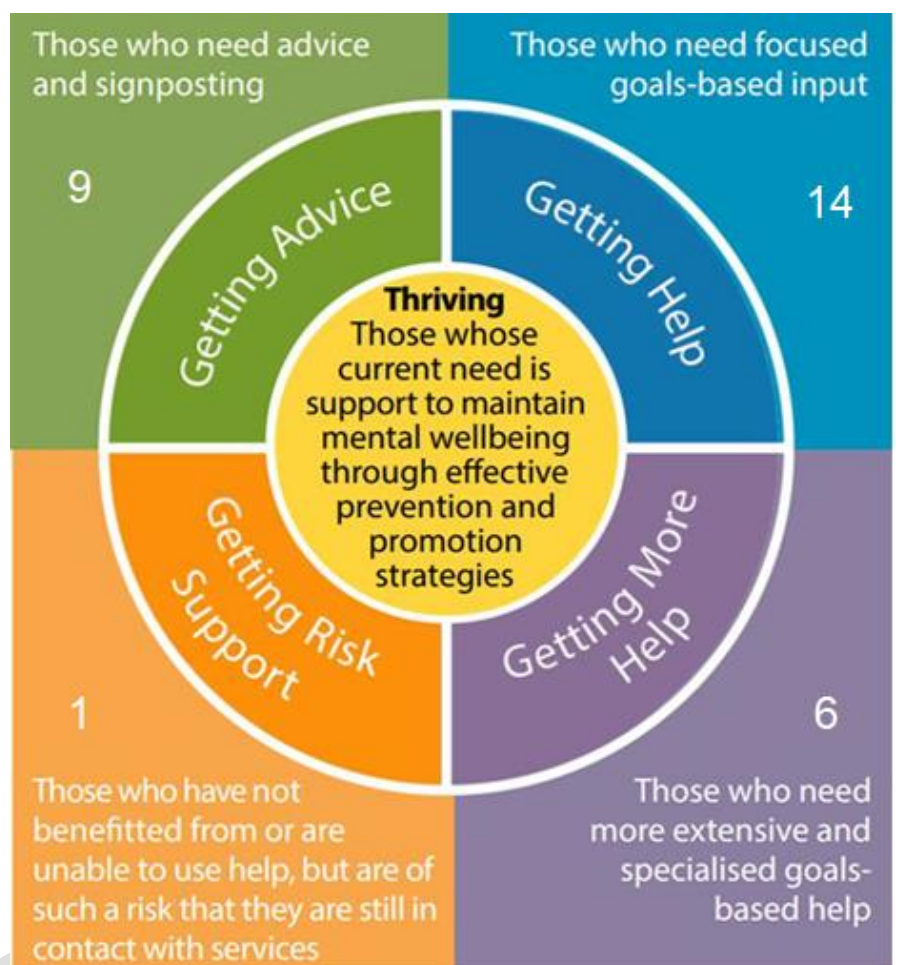 Those who need advice
and signposting
9
Getting Advice
Those who need focused
goals-based input
14
Getting Help
Thriving
Those whose
current need is
support to maintain
mental wellbeing
through effective
prevention and
promotion
strategies
Getting Risk
Support
1
Those who have not
benefitted from or are
unable to use help, but are of
such a risk that they are still in
contact with services
Getting More
Help
6
Those who need
more extensive and
specialised goals-
based help